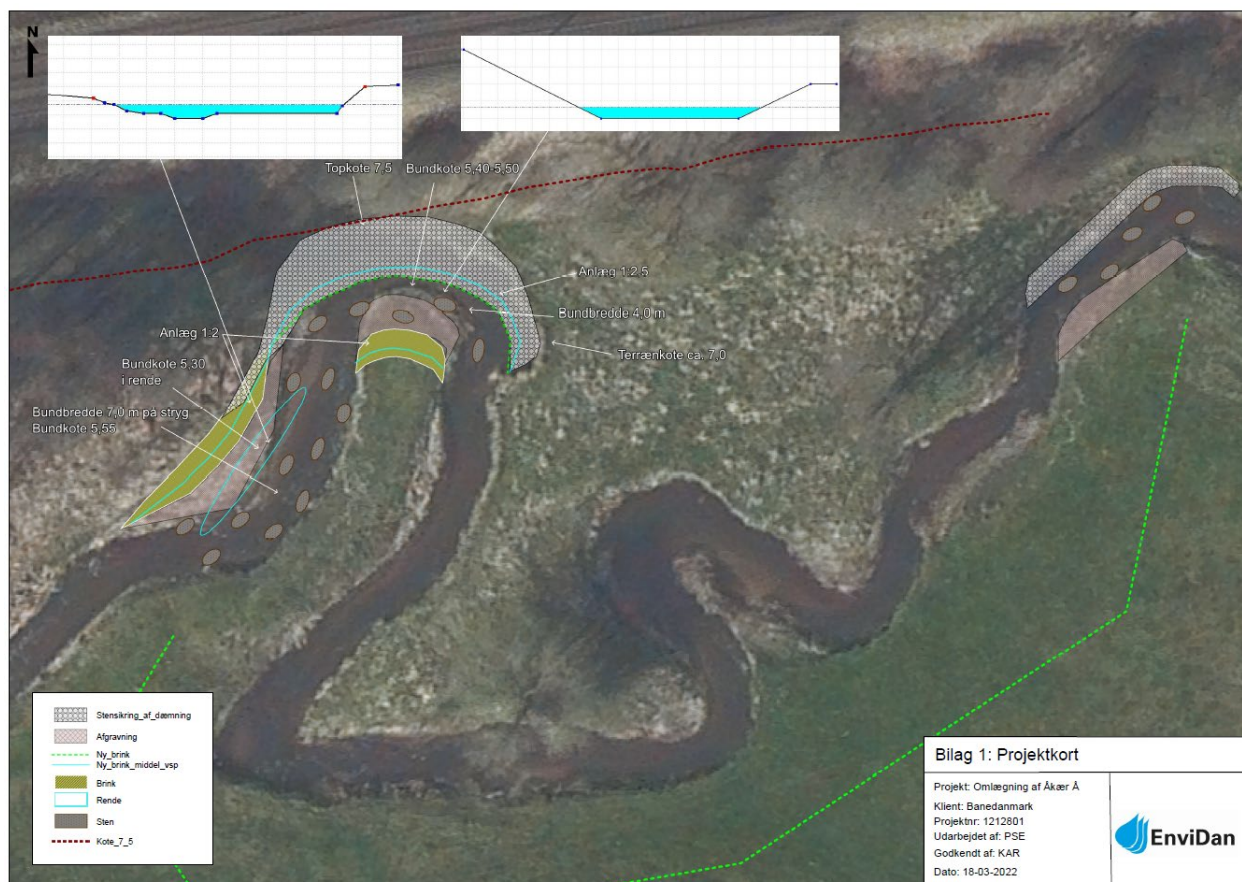 N
Topkote 7,5
Bundkote 5,40-5,50
Anlæg 1:2,5
Bundbredde 4,0 m
Anlæg 1:2
Terrænkote ca. 7,0
Bundkote 5,30
i rende
Bundbredde 7,0 m på stryg
Bundkote 5,55
Stensikring_af_dæmning
Afgravning
Ny_brink
Ny_brink_middel_vsp
Brink
Rende
Sten
Kote_7_5
Bilag 1: Projektkort
Projekt: Omlægning af Åkær Å
Klient: Banedanmark
Projektnr: 1212801
Udarbejdet af: PSE
Godkendt af: KAR
Dato: 18-03-2022
EnviDan